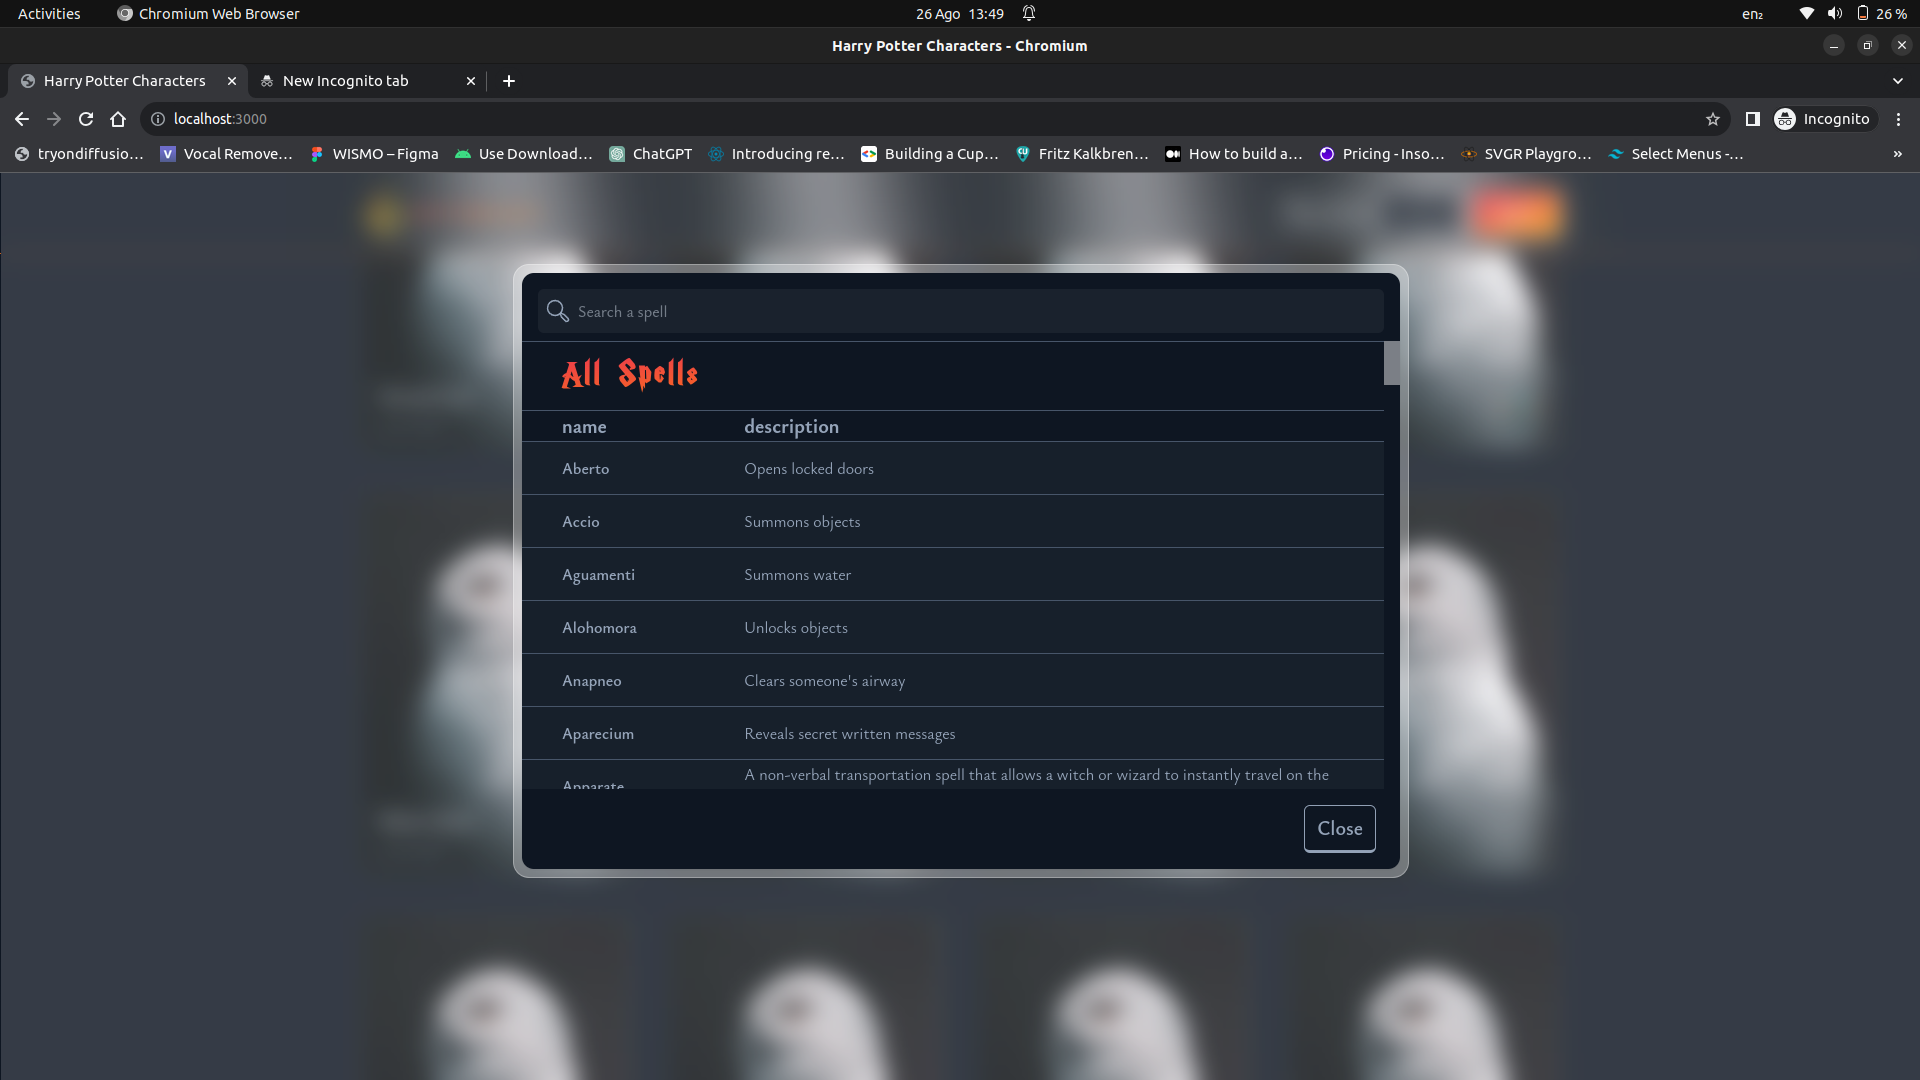 Activities Chromium Web Browser 26 Ago 13:49 en₂ 26 %
Harry Potter Characters - Chromium
Harry Potter Characters New Incognito tab
localhost:3000 Incognito
tryondiffusio... Vocal Remove... WISMO – Figma Use Download... ChatGPT Introducing re... Building a Cup... Fritz Kalkbren... How to build a... Pricing - Inso... SVGR Playgro... Select Menus -... »
Search a spell
All Spells
name description
Aberto Opens locked doors
Accio Summons objects
Aguamenti Summons water
Alohomora Unlocks objects
Anapneo Clears someone's airway
Aparecium Reveals secret written messages
Apparate A non-verbal transportation spell that allows a witch or wizard to instantly travel on the
Close